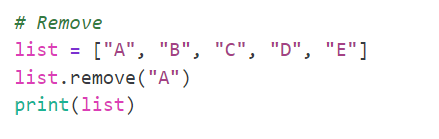 # Remove
list = ["A", "B", "C", "D", "E"]
list.remove("A")
print(list)